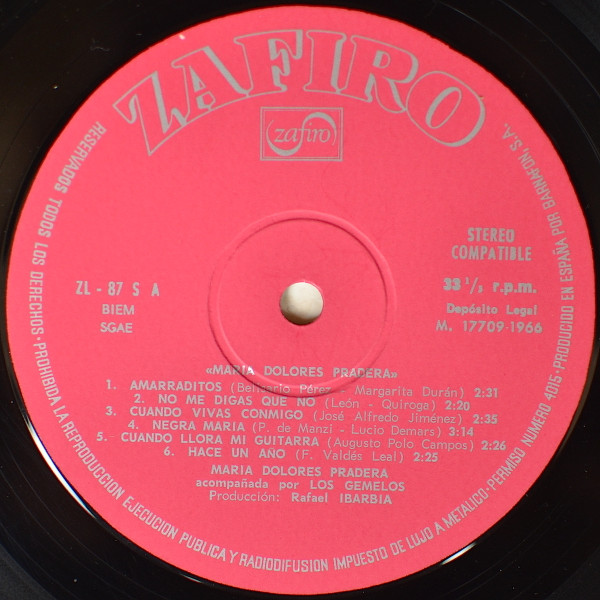 ZAFIRO
zafiro
STEREO
COMPATIBLE
ZL - 87 S A
BIEM
SGAE
33 ¹/₃ r.p.m.
Depósito Legal
M. 17709-1966
«MARIA DOLORES PRADERA»
1. AMARRADITOS (Belisario Pérez - Margarita Durán) 2:31
2. NO ME DIGAS QUE NO (León - Quiroga) 2:20
3. CUANDO VIVAS CONMIGO (José Alfredo Jiménez) 2:35
4. NEGRA MARIA (P. de Manzi - Lucio Demars) 3:14
5. CUANDO LLORA MI GUITARRA (Augusto Polo Campos) 2:26
6. HACE UN AÑO (F. Valdés Leal) 2:25
MARIA DOLORES PRADERA
acompañada por LOS GEMELOS
Producción: Rafael IBARBIA
RESERVADOS TODOS LOS DERECHOS · PROHIBIDA LA REPRODUCCION EJECUCION PUBLICA Y RADIODIFUSION IMPUESTO DE LUJO A METALICO-PERMISO NUMERO 4015-PRODUCIDO EN ESPAÑA POR BARNAFON, S.A.